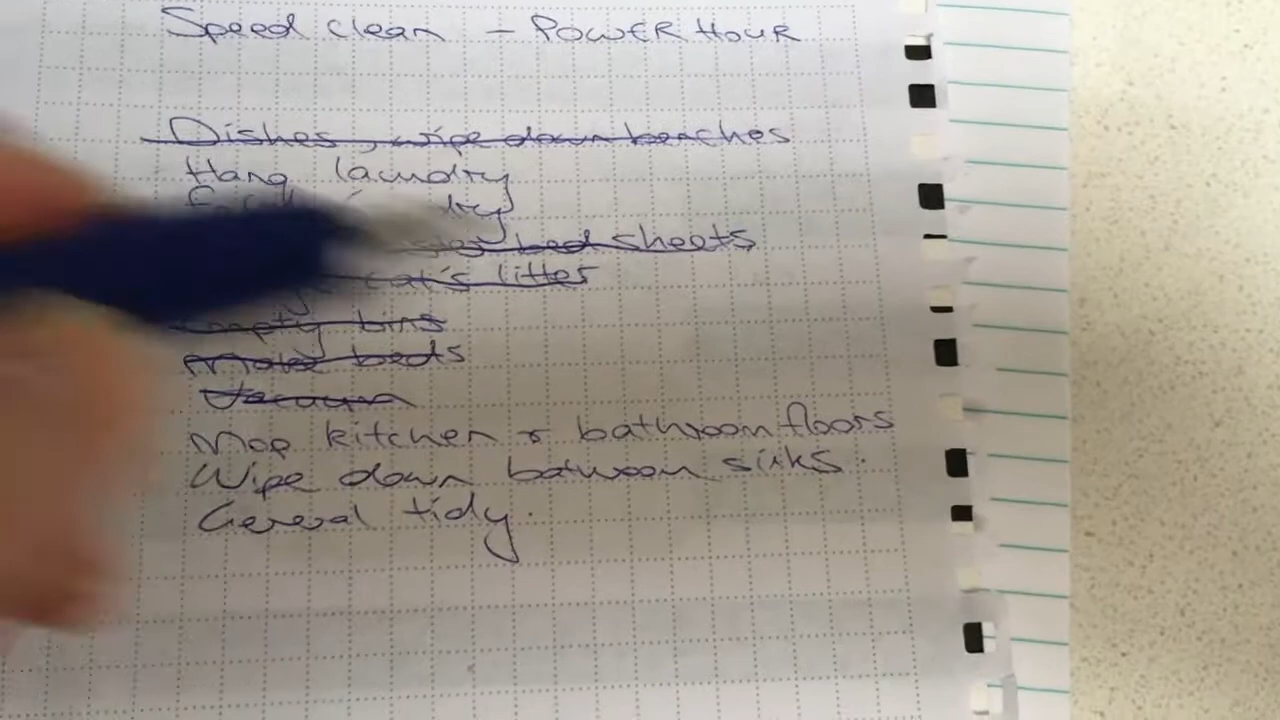 Speed clean - POWER HOUR
Dishes, wipe down benches
Hang laundry
bed sheets
cat's litter
Empty bins
Make beds
Vacuum
Mop kitchen & bathroom floors
Wipe down bathroom sinks.
General tidy.